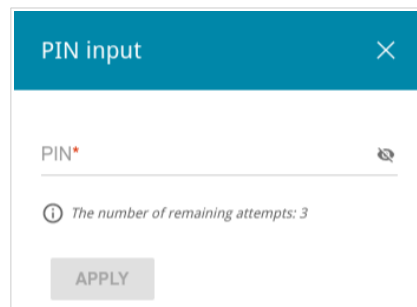 PIN input
PIN*
The number of remaining attempts: 3
APPLY